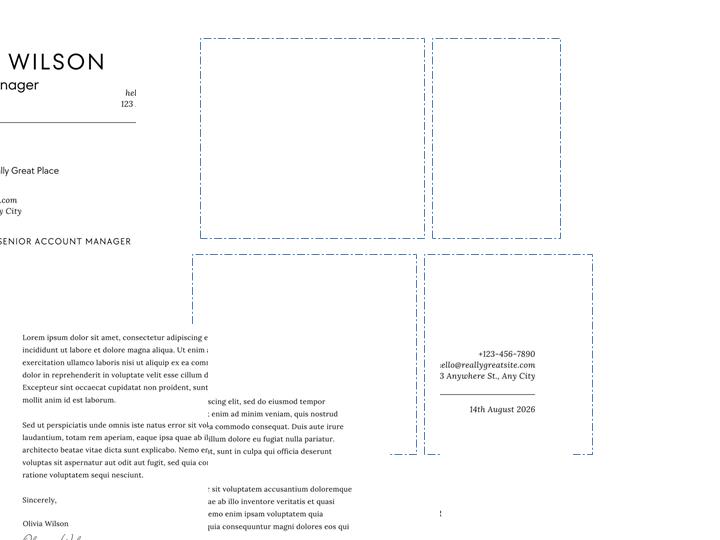 WILSON
nager
hel
123
lly Great Place
.com
y City
SENIOR ACCOUNT MANAGER
Lorem ipsum dolor sit amet, consectetur adipiscing e
incididunt ut labore et dolore magna aliqua. Ut enim
exercitation ullamco laboris nisi ut aliquip ex ea com
dolor in reprehenderit in voluptate velit esse cillum d
Excepteur sint occaecat cupidatat non proident, sunt
mollit anim id est laborum.
Sed ut perspiciatis unde omnis iste natus error sit vol
laudantium, totam rem aperiam, eaque ipsa quae ab il
architecto beatae vitae dicta sunt explicabo. Nemo er
voluptas sit aspernatur aut odit aut fugit, sed quia co
ratione voluptatem sequi nesciunt.
Sincerely,
Olivia Wilson
scing elit, sed do eiusmod tempor
enim ad minim veniam, quis nostrud
a commodo consequat. Duis aute irure
illum dolore eu fugiat nulla pariatur.
t, sunt in culpa qui officia deserunt
sit voluptatem accusantium doloremque
ae ab illo inventore veritatis et quasi
emo enim ipsam voluptatem quia
quia consequuntur magni dolores eos qui
+123-456-7890
ello@reallygreatsite.com
3 Anywhere St., Any City
14th August 2026